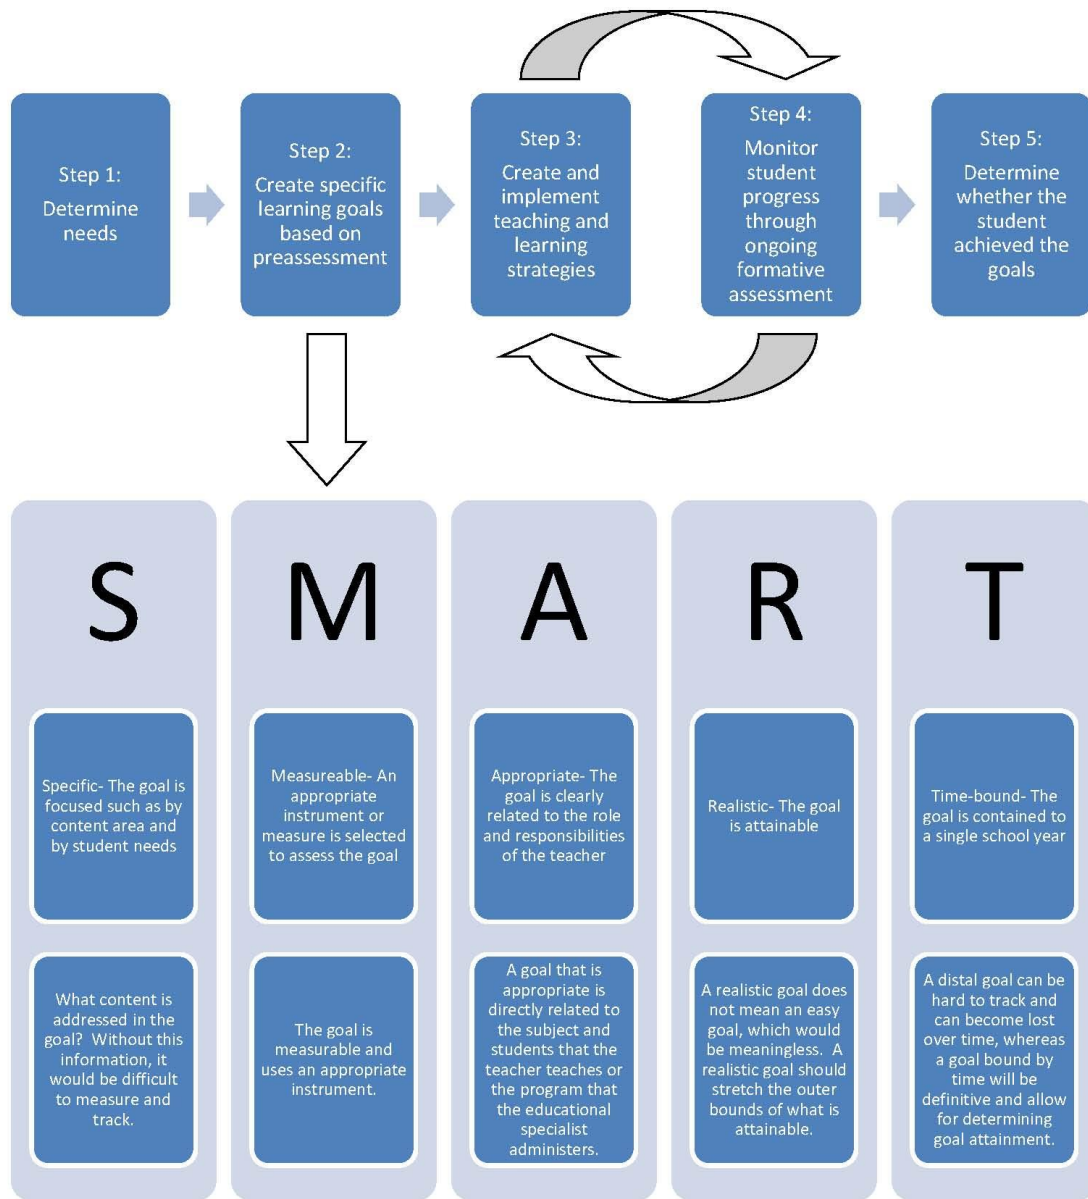 Step 1:
Determine
needs
Step 2:
Create specific
learning goals
based on
preassessment
Step 3:
Create and
implement
teaching and
learning
strategies
Step 4:
Monitor
student
progress
through
ongoing
formative
assessment
Step 5:
Determine
whether the
student
achieved the
goals
S
Specific- The goal is
focused such as by
content area and
by student needs
What content is
addressed in the
goal?  Without this
information, it
would be difficult
to measure and
track.
M
Measureable- An
appropriate
instrument or
measure is selected
to assess the goal
The goal is
measurable and
uses an appropriate
instrument.
A
Appropriate- The
goal is clearly
related to the role
and responsibilities
of the teacher
A goal that is
appropriate is
directly related to
the subject and
students that the
teacher teaches or
the program that
the educational
specialist
administers.
R
Realistic- The goal
is attainable
A realistic goal does
not mean an easy
goal, which would
be meaningless.  A
realistic goal should
stretch the outer
bounds of what is
attainable.
T
Time-bound- The
goal is contained to
a single school year
A distal goal can be
hard to track and
can become lost
over time, whereas
a goal bound by
time will be
definitive and allow
for determining
goal attainment.